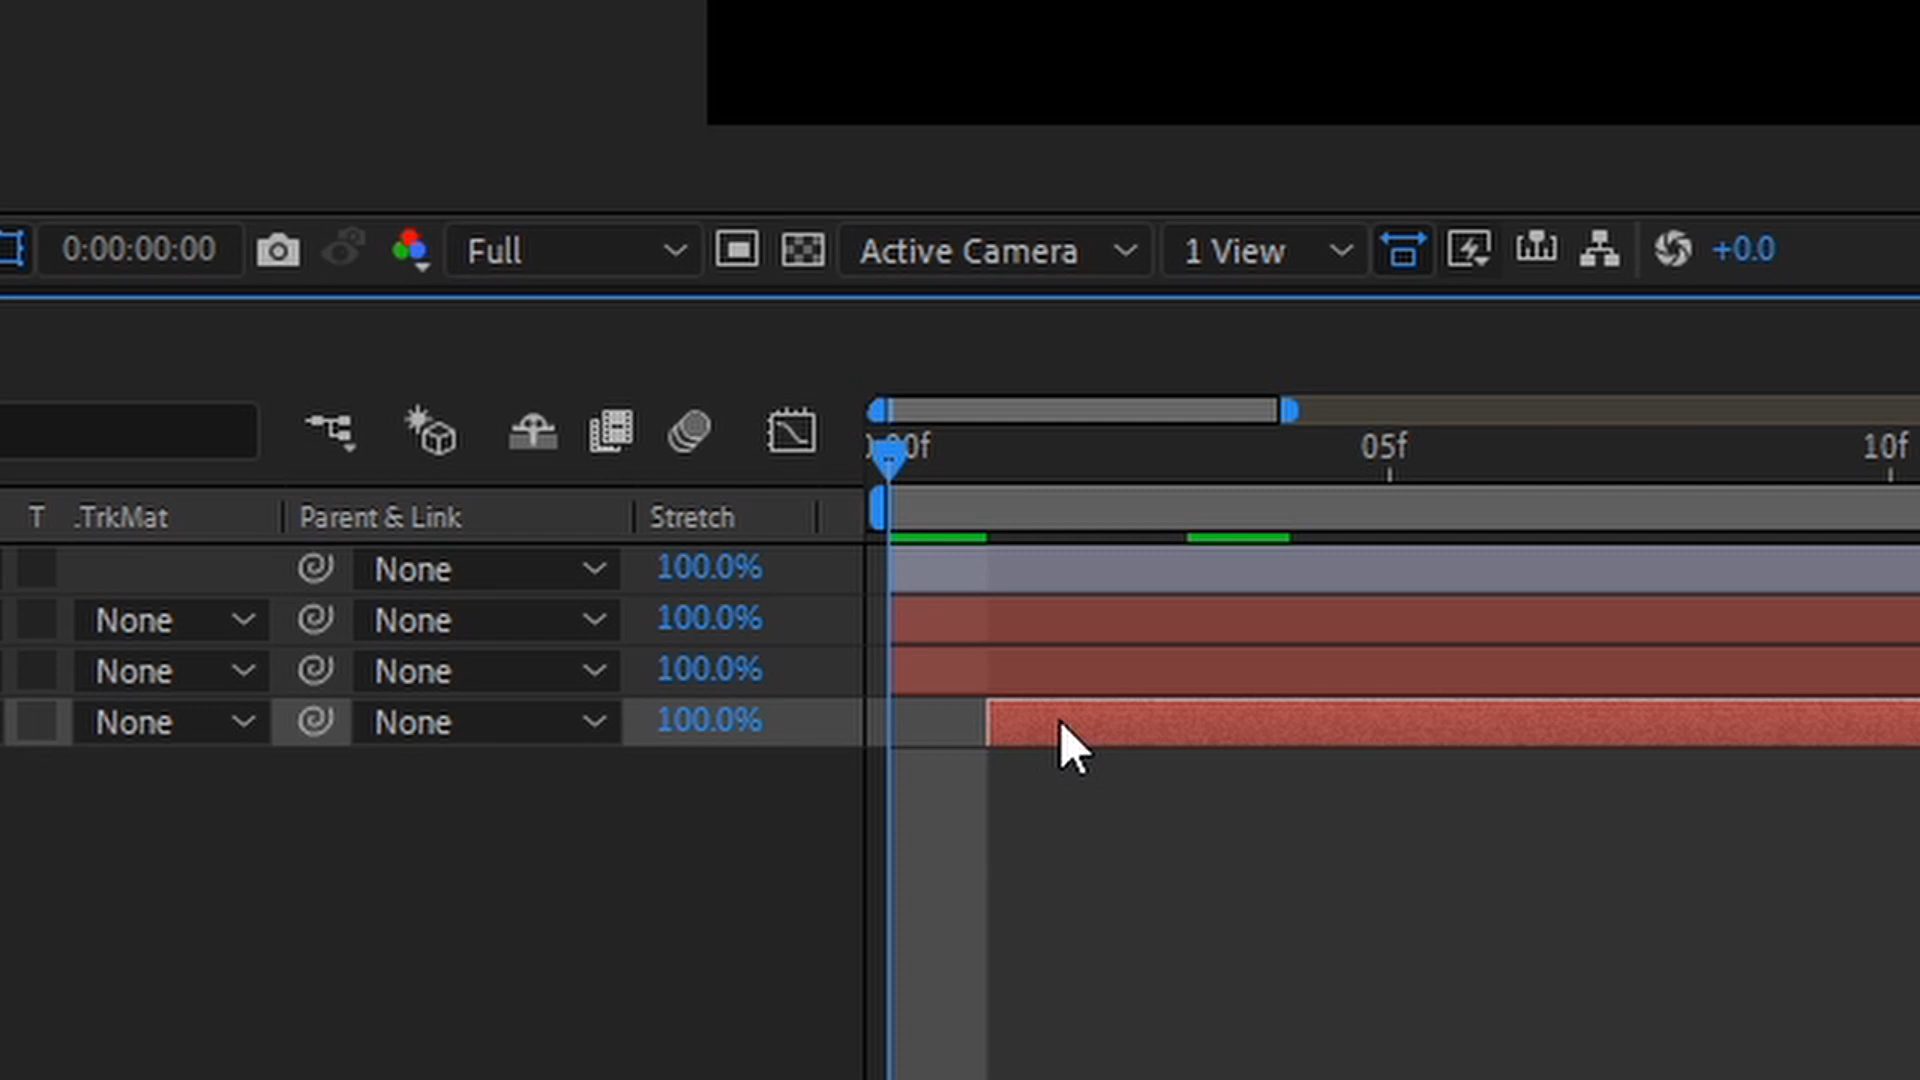 0:00:00:00 Full Active Camera 1 View +0.0
00f 05f 10f
T .TrkMat Parent & Link Stretch
None 100.0%
None None 100.0%
None None 100.0%
None None 100.0%